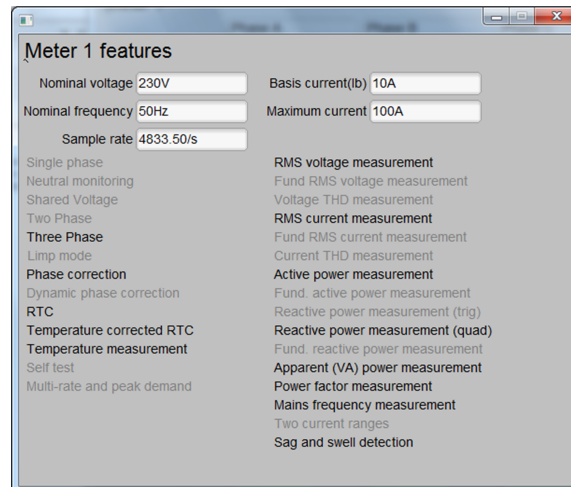 Phase A
Phase B
Meter 1 features
Nominal voltage 230V
Basis current(Ib) 10A
Nominal frequency 50Hz
Maximum current 100A
Sample rate 4833.50/s
Single phase
Neutral monitoring
Shared Voltage
Two Phase
Three Phase
Limp mode
Phase correction
Dynamic phase correction
RTC
Temperature corrected RTC
Temperature measurement
Self test
Multi-rate and peak demand
RMS voltage measurement
Fund RMS voltage measurement
Voltage THD measurement
RMS current measurement
Fund RMS current measurement
Current THD measurement
Active power measurement
Fund. active power measurement
Reactive power measurement (trig)
Reactive power measurement (quad)
Fund. reactive power measurement
Apparent (VA) power measurement
Power factor measurement
Mains frequency measurement
Two current ranges
Sag and swell detection